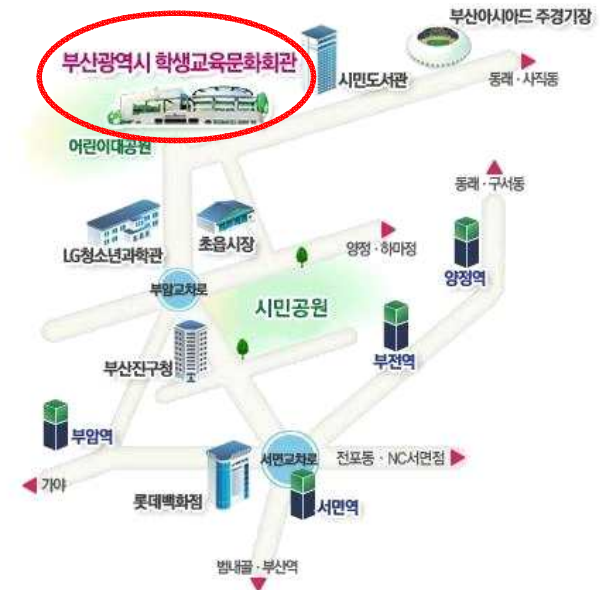 부산아시아드 주경기장
부산광역시 학생교육문화회관
시민도서관
동래·사직동
어린이대공원
동래·구서동
LG청소년과학관
초읍시장
양정·하마정
양정역
부암교차로
시민공원
부산진구청
부전역
부암역
서면교차로
전포동·NC서면점
가야
롯데백화점
서면역
범내골·부산역